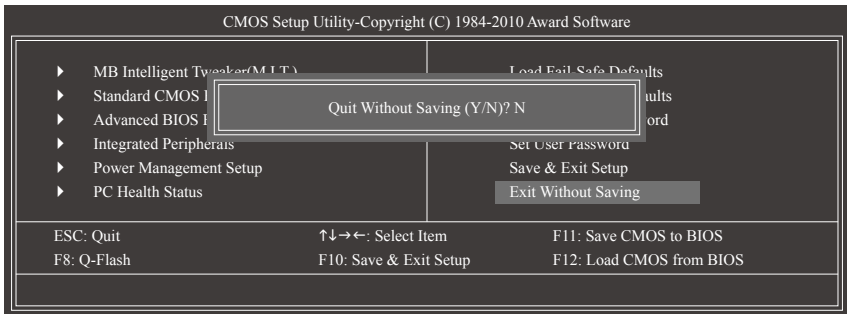 CMOS Setup Utility-Copyright (C) 1984-2010 Award Software
MB Intelligent Tweaker(M.I.T.)
Standard CMOS
Advanced BIOS
Integrated Peripherals
Power Management Setup
PC Health Status
Load Fail-Safe Defaults
Set User Password
Save & Exit Setup
Exit Without Saving
Quit Without Saving (Y/N)? N
ESC: Quit
↑↓→←: Select Item
F11: Save CMOS to BIOS
F8: Q-Flash
F10: Save & Exit Setup
F12: Load CMOS from BIOS